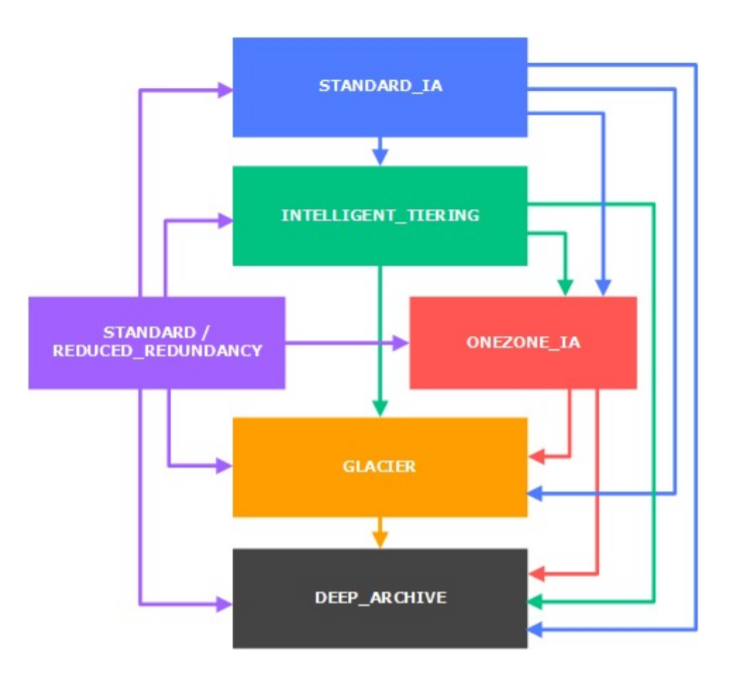 STANDARD_IA
INTELLIGENT_TIERING
STANDARD /
REDUCED_REDUNDANCY
ONEZONE_IA
GLACIER
DEEP_ARCHIVE